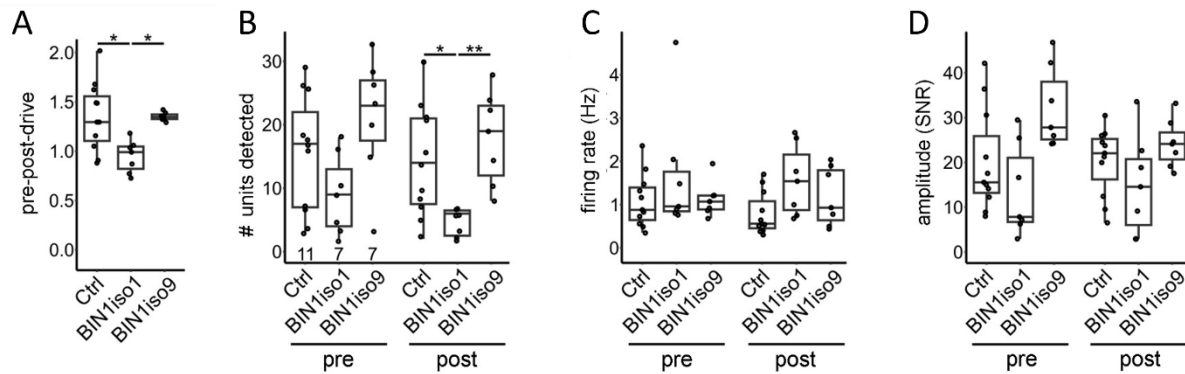 A
pre-post-drive
2.0
1.5
1.0
0.5
0.0
* *
Ctrl
BIN1iso1
BIN1iso9
B
# units detected
30
20
10
0
* **
11 7 7
Ctrl
BIN1iso1
BIN1iso9
Ctrl
BIN1iso1
BIN1iso9
pre post
C
firing rate (Hz)
4
2
0
Ctrl
BIN1iso1
BIN1iso9
Ctrl
BIN1iso1
BIN1iso9
pre post
D
amplitude (SNR)
40
30
20
10
0
Ctrl
BIN1iso1
BIN1iso9
Ctrl
BIN1iso1
BIN1iso9
pre post